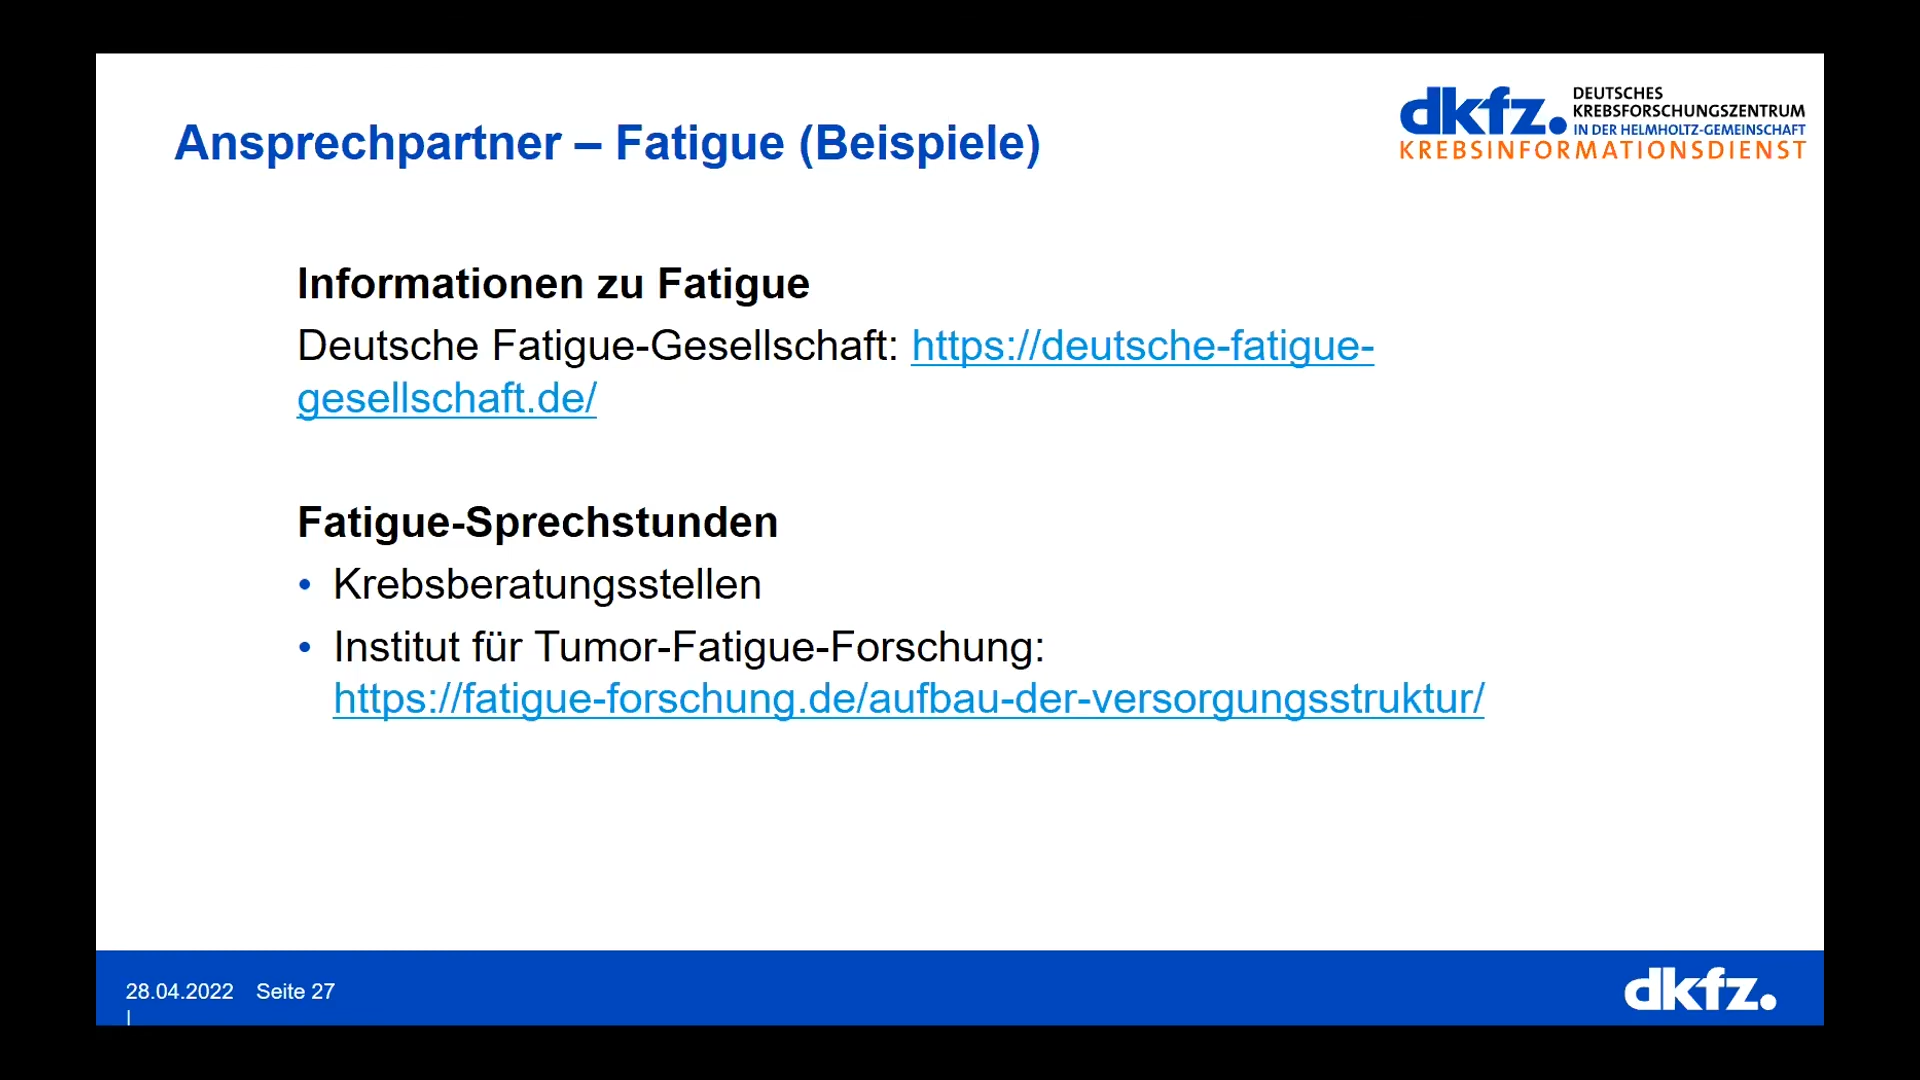 dkfz. DEUTSCHES
KREBSFORSCHUNGSZENTRUM
IN DER HELMHOLTZ-GEMEINSCHAFT
KREBSINFORMATIONSDIENST
Ansprechpartner – Fatigue (Beispiele)
Informationen zu Fatigue
Deutsche Fatigue-Gesellschaft: https://deutsche-fatigue-
gesellschaft.de/
Fatigue-Sprechstunden
• Krebsberatungsstellen
• Institut für Tumor-Fatigue-Forschung:
https://fatigue-forschung.de/aufbau-der-versorgungsstruktur/
28.04.2022 Seite 27
|
dkfz.